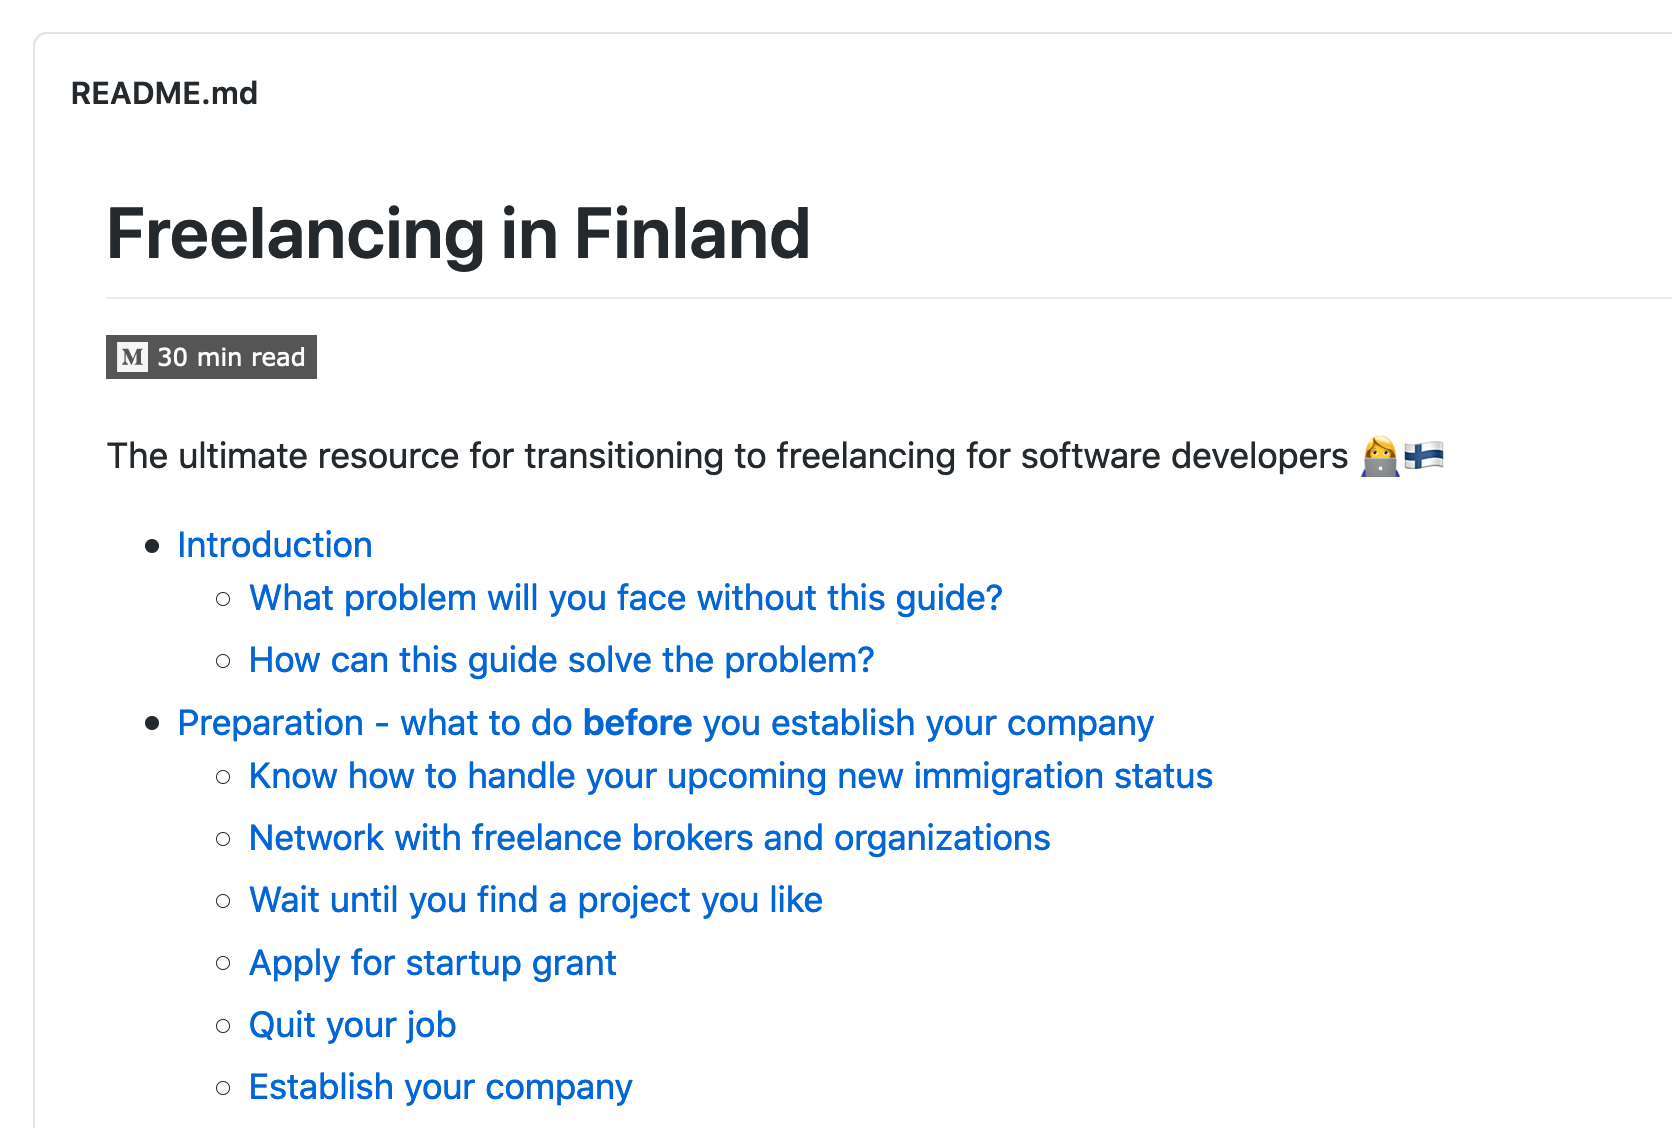 README.md
Freelancing in Finland
M 30 min read
The ultimate resource for transitioning to freelancing for software developers 👩‍💻🇫🇮
Introduction
What problem will you face without this guide?
How can this guide solve the problem?
Preparation - what to do before you establish your company
Know how to handle your upcoming new immigration status
Network with freelance brokers and organizations
Wait until you find a project you like
Apply for startup grant
Quit your job
Establish your company